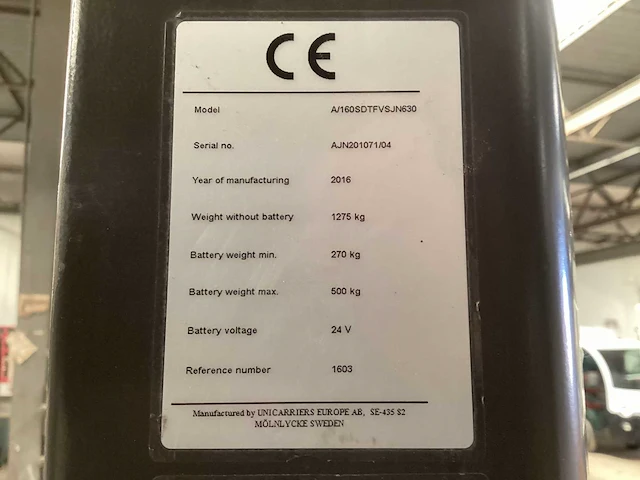 CE
Model A/160SDTFVSJN630
Serial no. AJN201071/04
Year of manufacturing 2016
Weight without battery 1275 kg
Battery weight min. 270 kg
Battery weight max. 500 kg
Battery voltage 24 V
Reference number 1603
Manufactured by UNICARRIERS EUROPE AB, SE-435 S2
MÖLNLYCKE SWEDEN